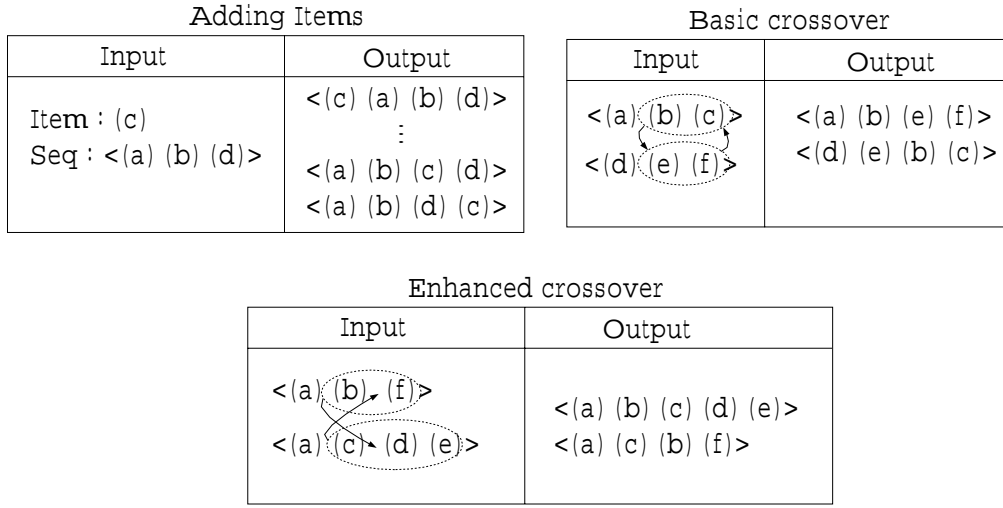 Adding Items
Input Output
Item : (c)
Seq : <(a) (b) (d)>
<(c) (a) (b) (d)>
⋮
<(a) (b) (c) (d)>
<(a) (b) (d) (c)>
Basic crossover
Input Output
<(a) (b) (c)>
<(d) (e) (f)>
<(a) (b) (e) (f)>
<(d) (e) (b) (c)>
Enhanced crossover
Input Output
<(a) (b) (f)>
<(a) (c) (d) (e)>
<(a) (b) (c) (d) (e)>
<(a) (c) (b) (f)>